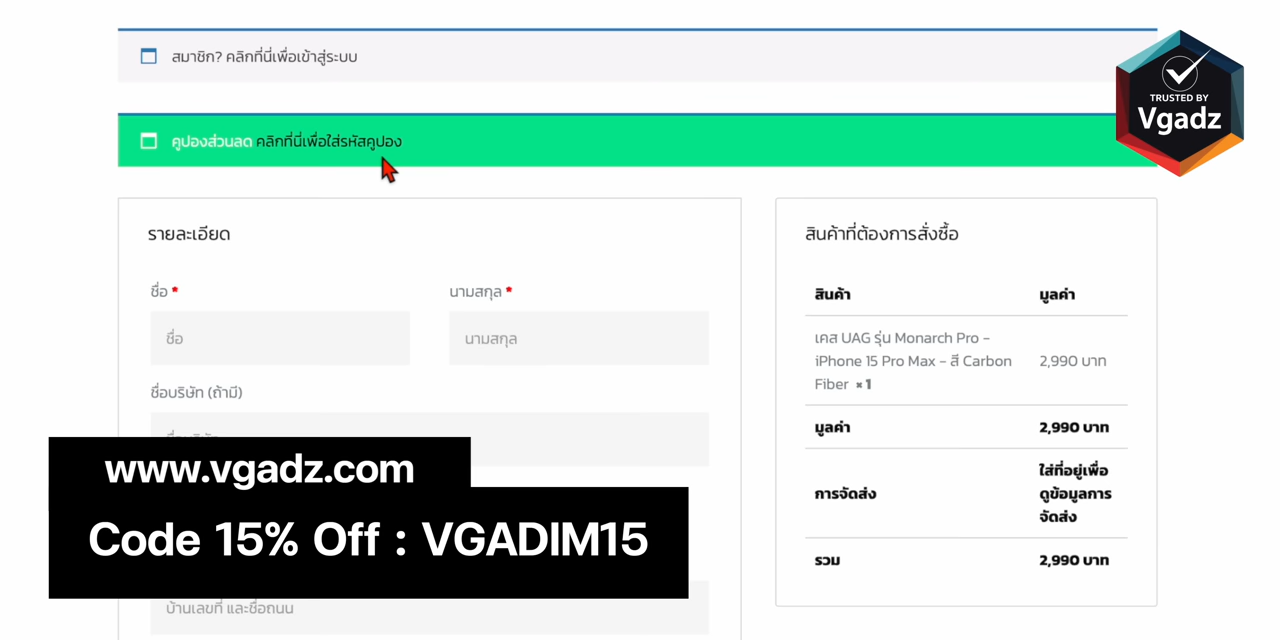 สมาชิก? คลิกที่นี่เพื่อเข้าสู่ระบบ
TRUSTED BY
Vgadz
คูปองส่วนลด คลิกที่นี่เพื่อใส่รหัสคูปอง
รายละเอียด
ชื่อ *
นามสกุล *
ชื่อ
นามสกุล
ชื่อบริษัท (ถ้ามี)
www.vgadz.com
Code 15% Off : VGADIM15
บ้านเลขที่ และชื่อถนน
สินค้าที่ต้องการสั่งซื้อ
สินค้า
มูลค่า
เคส UAG รุ่น Monarch Pro –
iPhone 15 Pro Max – สี Carbon
Fiber × 1
2,990 บาท
มูลค่า
2,990 บาท
การจัดส่ง
ใส่ที่อยู่เพื่อ
ดูข้อมูลการ
จัดส่ง
รวม
2,990 บาท